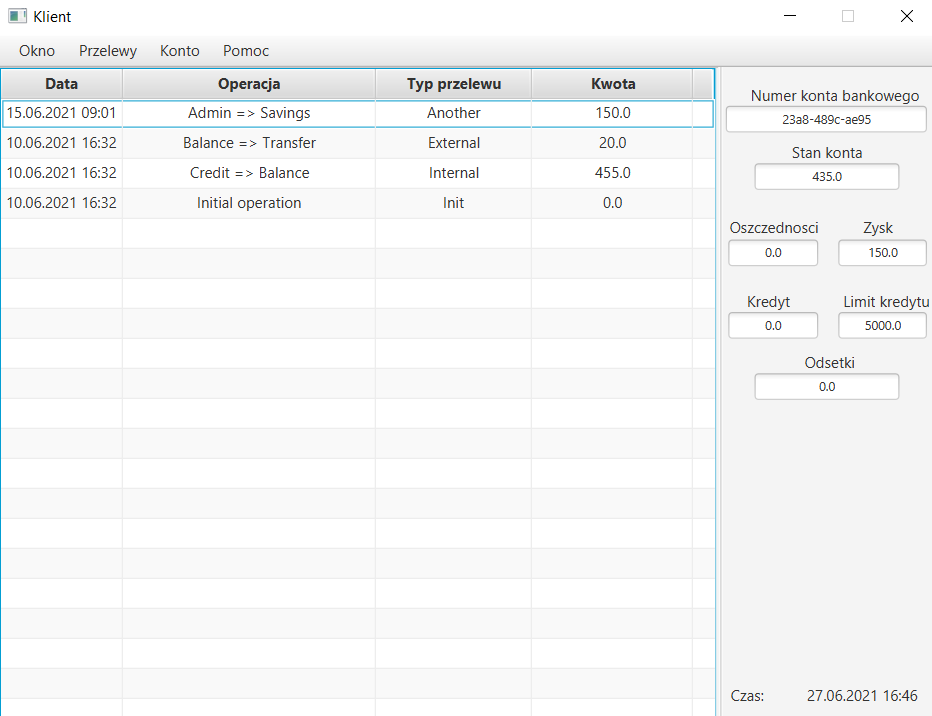 Klient
Okno Przelewy Konto Pomoc
Data Operacja Typ przelewu Kwota
15.06.2021 09:01 Admin => Savings Another 150.0
10.06.2021 16:32 Balance => Transfer External 20.0
10.06.2021 16:32 Credit => Balance Internal 455.0
10.06.2021 16:32 Initial operation Init 0.0
Numer konta bankowego
23a8-489c-ae95
Stan konta
435.0
Oszczednosci Zysk
0.0 150.0
Kredyt Limit kredytu
0.0 5000.0
Odsetki
0.0
Czas: 27.06.2021 16:46